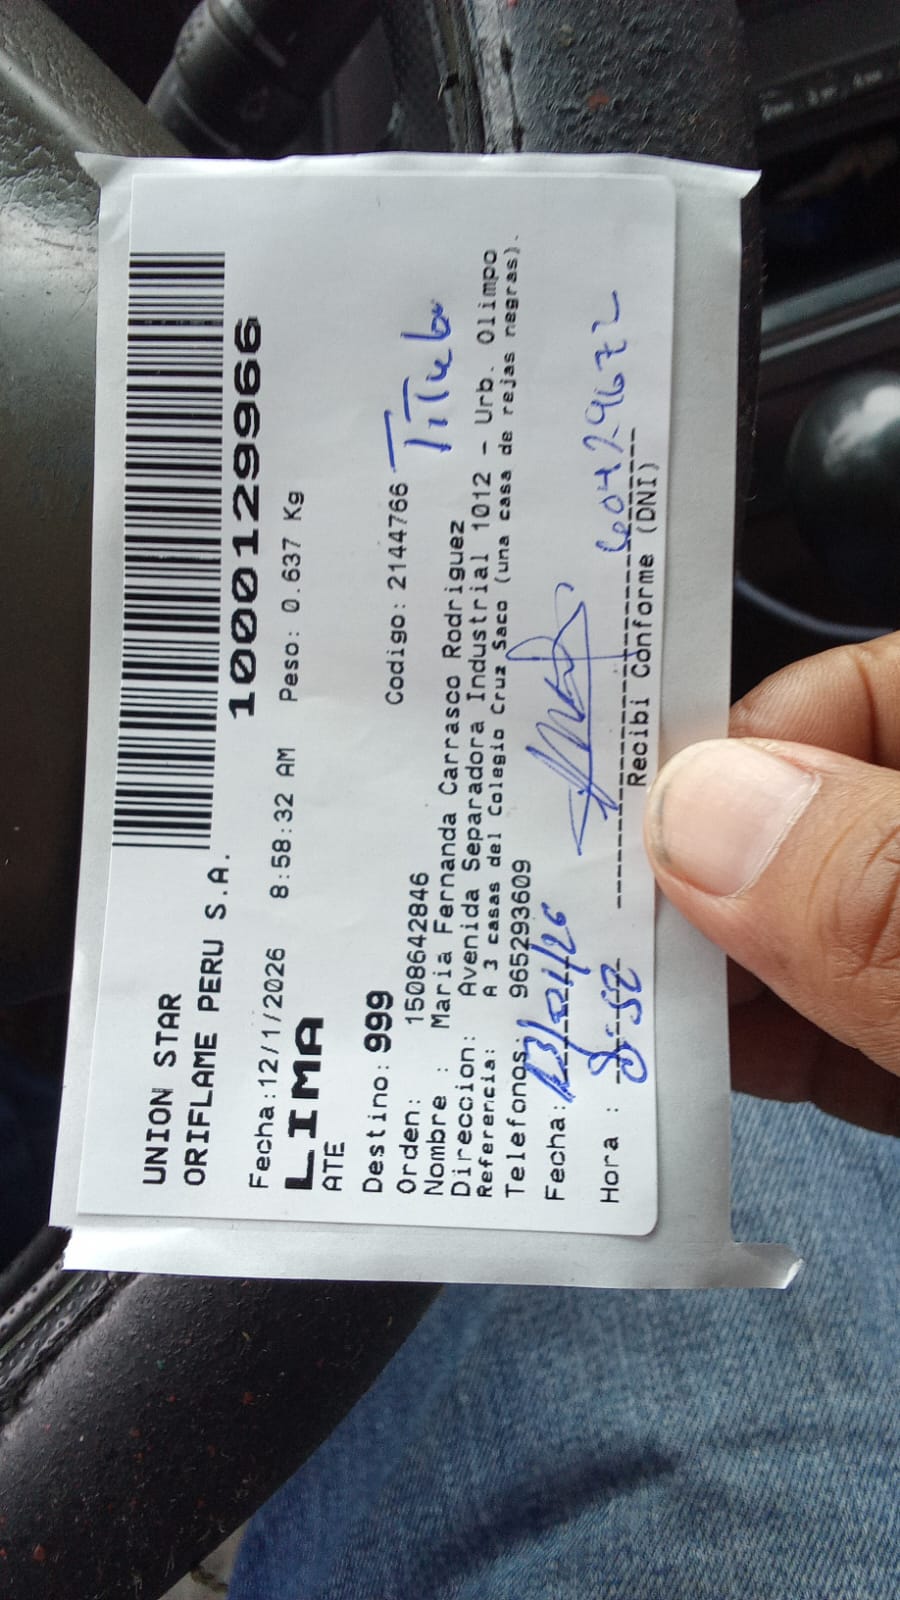 UNION STAR
ORIFLAME PERU S.A.
1000129966
Fecha:12/1/2026 8:58:32 AM Peso: 0.637 Kg
LIMA
ATE
Destino: 999
Orden: 1508642846 Codigo: 2144766
Nombre : Maria Fernanda Carrasco Rodriguez
Direccion: Avenida Separadora Industrial 1012 - Urb. Olimpo
Referencia: A 3 casas del Colegio Cruz Saco (una casa de rejas negras).
Telefonos: 965293609
Fecha:
Hora :
Recibi Conforme (DNI)